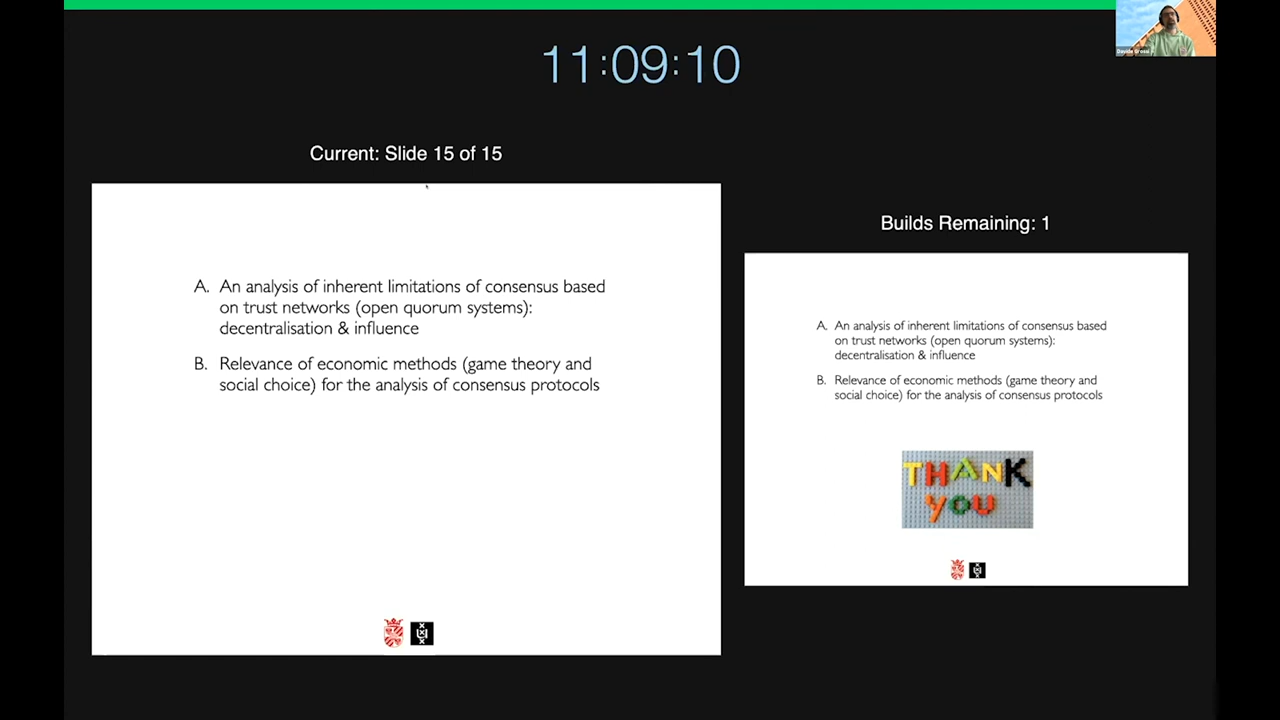 11:09:10
Davide Grossi
Current: Slide 15 of 15
A. An analysis of inherent limitations of consensus based
on trust networks (open quorum systems):
decentralisation & influence
B. Relevance of economic methods (game theory and
social choice) for the analysis of consensus protocols
Builds Remaining: 1
A. An analysis of inherent limitations of consensus based
on trust networks (open quorum systems):
decentralisation & influence
B. Relevance of economic methods (game theory and
social choice) for the analysis of consensus protocols
THANK
YOU